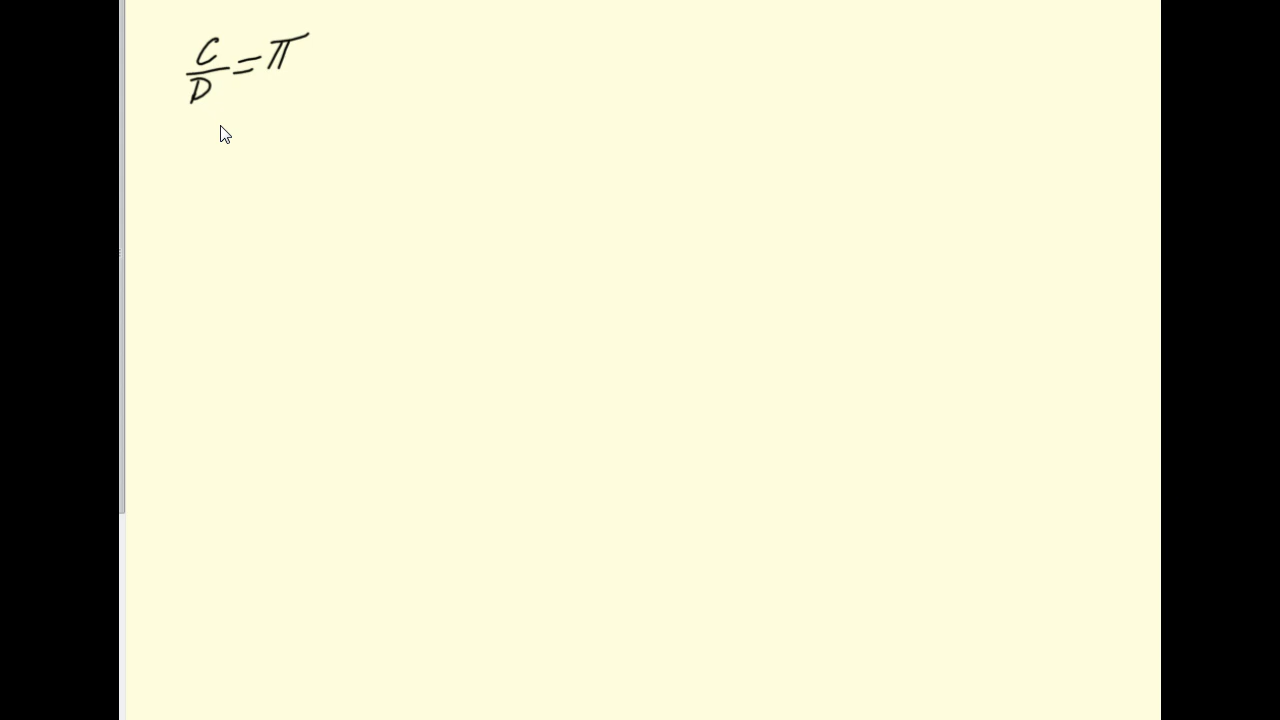 C/D = π